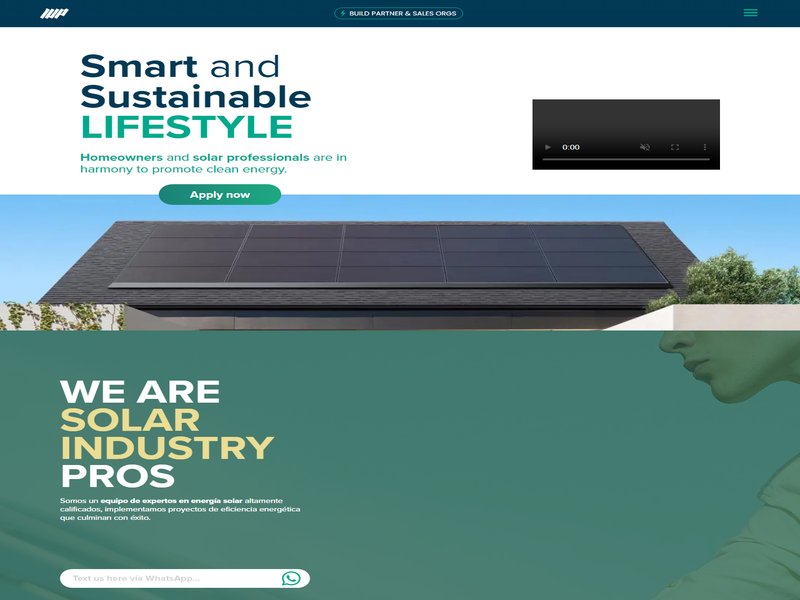 BUILD PARTNER & SALES ORGS
Smart and
Sustainable
LIFESTYLE
Homeowners and solar professionals are in
harmony to promote clean energy.
Apply now
0:00
WE ARE
SOLAR
INDUSTRY
PROS
Somos un equipo de expertos en energía solar altamente
calificados, implementamos proyectos de eficiencia energética
que culminan con éxito.
Text us here via WhatsApp...